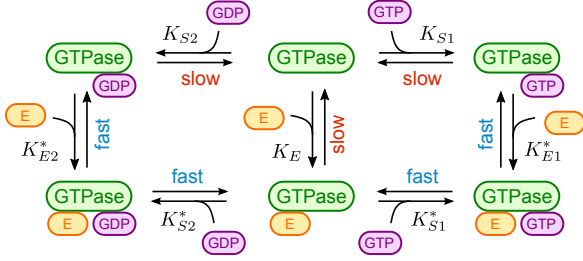 GDP GTP
K_{S2} K_{S1}
GTPase GTPase GTPase
slow slow
GDP GTP
E E E
fast slow fast
K^*_{E2} K_E K^*_{E1}
fast fast
GTPase GTPase GTPase
K^*_{S2} K^*_{S1}
E GDP E E GTP
GDP GTP